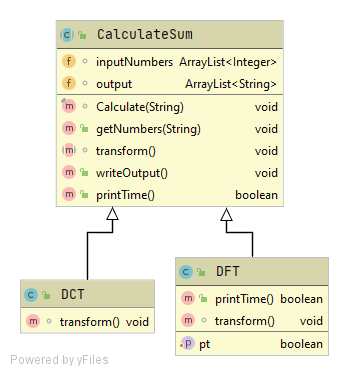 CalculateSum
inputNumbers ArrayList<Integer>
output ArrayList<String>
Calculate(String) void
getNumbers(String) void
transform() void
writeOutput() void
printTime() boolean
DCT
transform() void
DFT
printTime() boolean
transform() void
pt boolean
Powered by yFiles